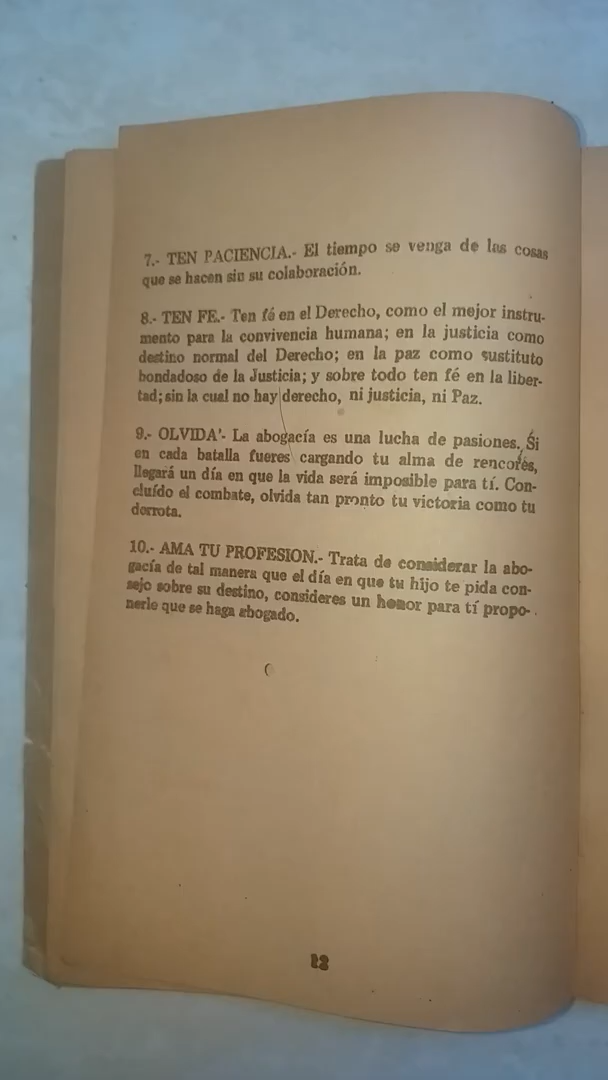 7.- TEN PACIENCIA.- El tiempo se venga de las cosas
que se hacen sin su colaboración.
8.- TEN FE.- Ten fé en el Derecho, como el mejor instru-
mento para la convivencia humana; en la justicia como
destino normal del Derecho; en la paz como sustituto
bondadoso de la Justicia; y sobre todo ten fé en la liber-
tad; sin la cual no hay derecho, ni justicia, ni Paz.
9.- OLVIDA'- La abogacía es una lucha de pasiones. Si
en cada batalla fueres cargando tu alma de rencores,
llegará un día en que la vida será imposible para tí. Con-
cluído el combate, olvida tan pronto tu victoria como tu
derrota.
10.- AMA TU PROFESION.- Trata de considerar la abo-
gacía de tal manera que el día en que tu hijo te pida con-
sejo sobre su destino, consideres un honor para tí propo-
nerle que se haga abogado.
12